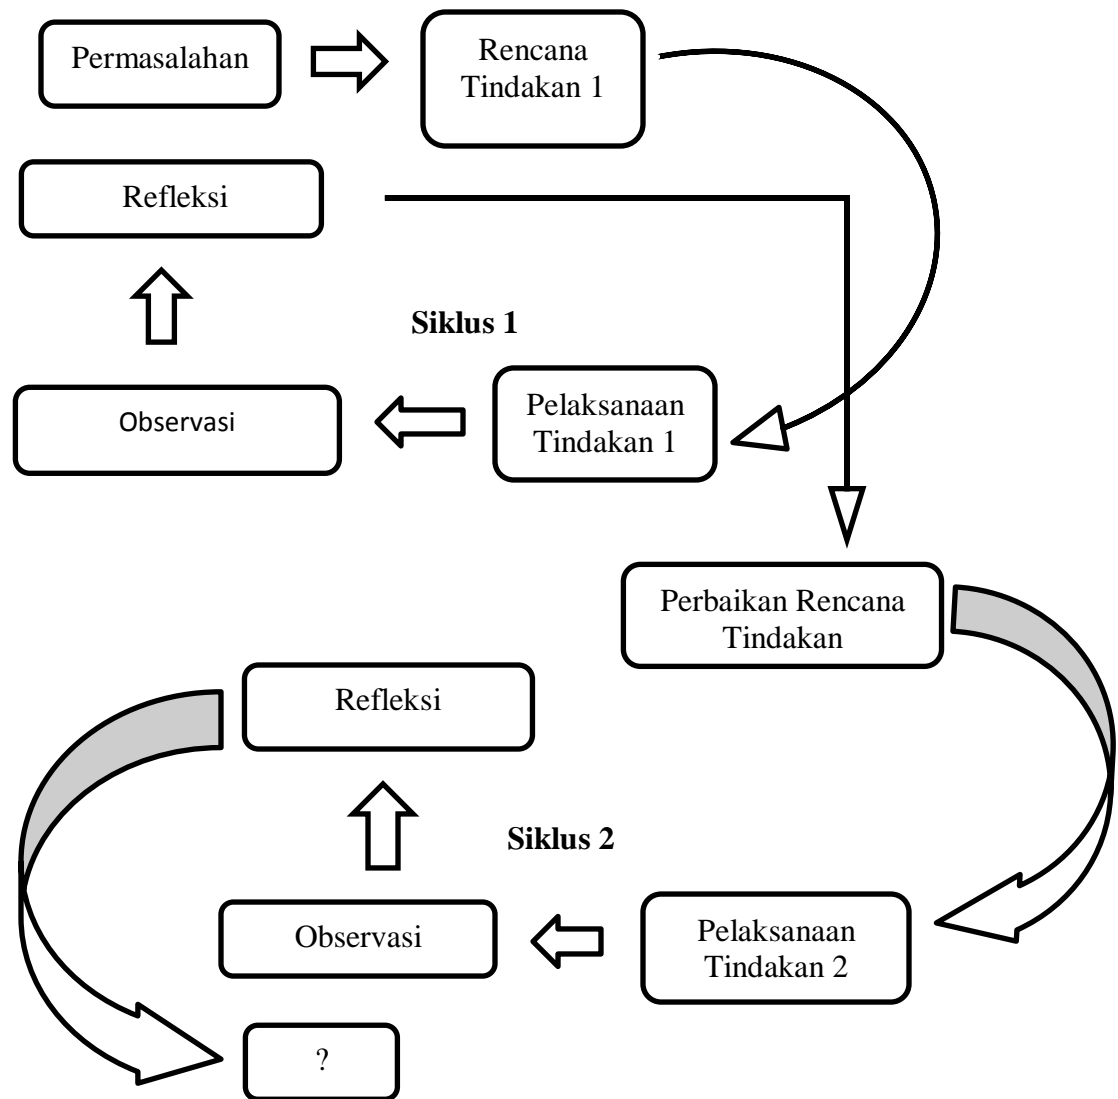 Permasalahan
Rencana
Tindakan 1
Refleksi
Siklus 1
Observasi
Pelaksanaan
Tindakan 1
Perbaikan Rencana
Tindakan
Refleksi
Siklus 2
Observasi
Pelaksanaan
Tindakan 2
?